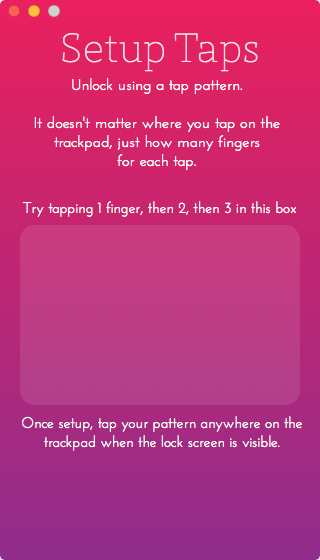 Setup Taps
Unlock using a tap pattern.
It doesn't matter where you tap on the
trackpad, just how many fingers
for each tap.
Try tapping 1 finger, then 2, then 3 in this box
Once setup, tap your pattern anywhere on the
trackpad when the lock screen is visible.